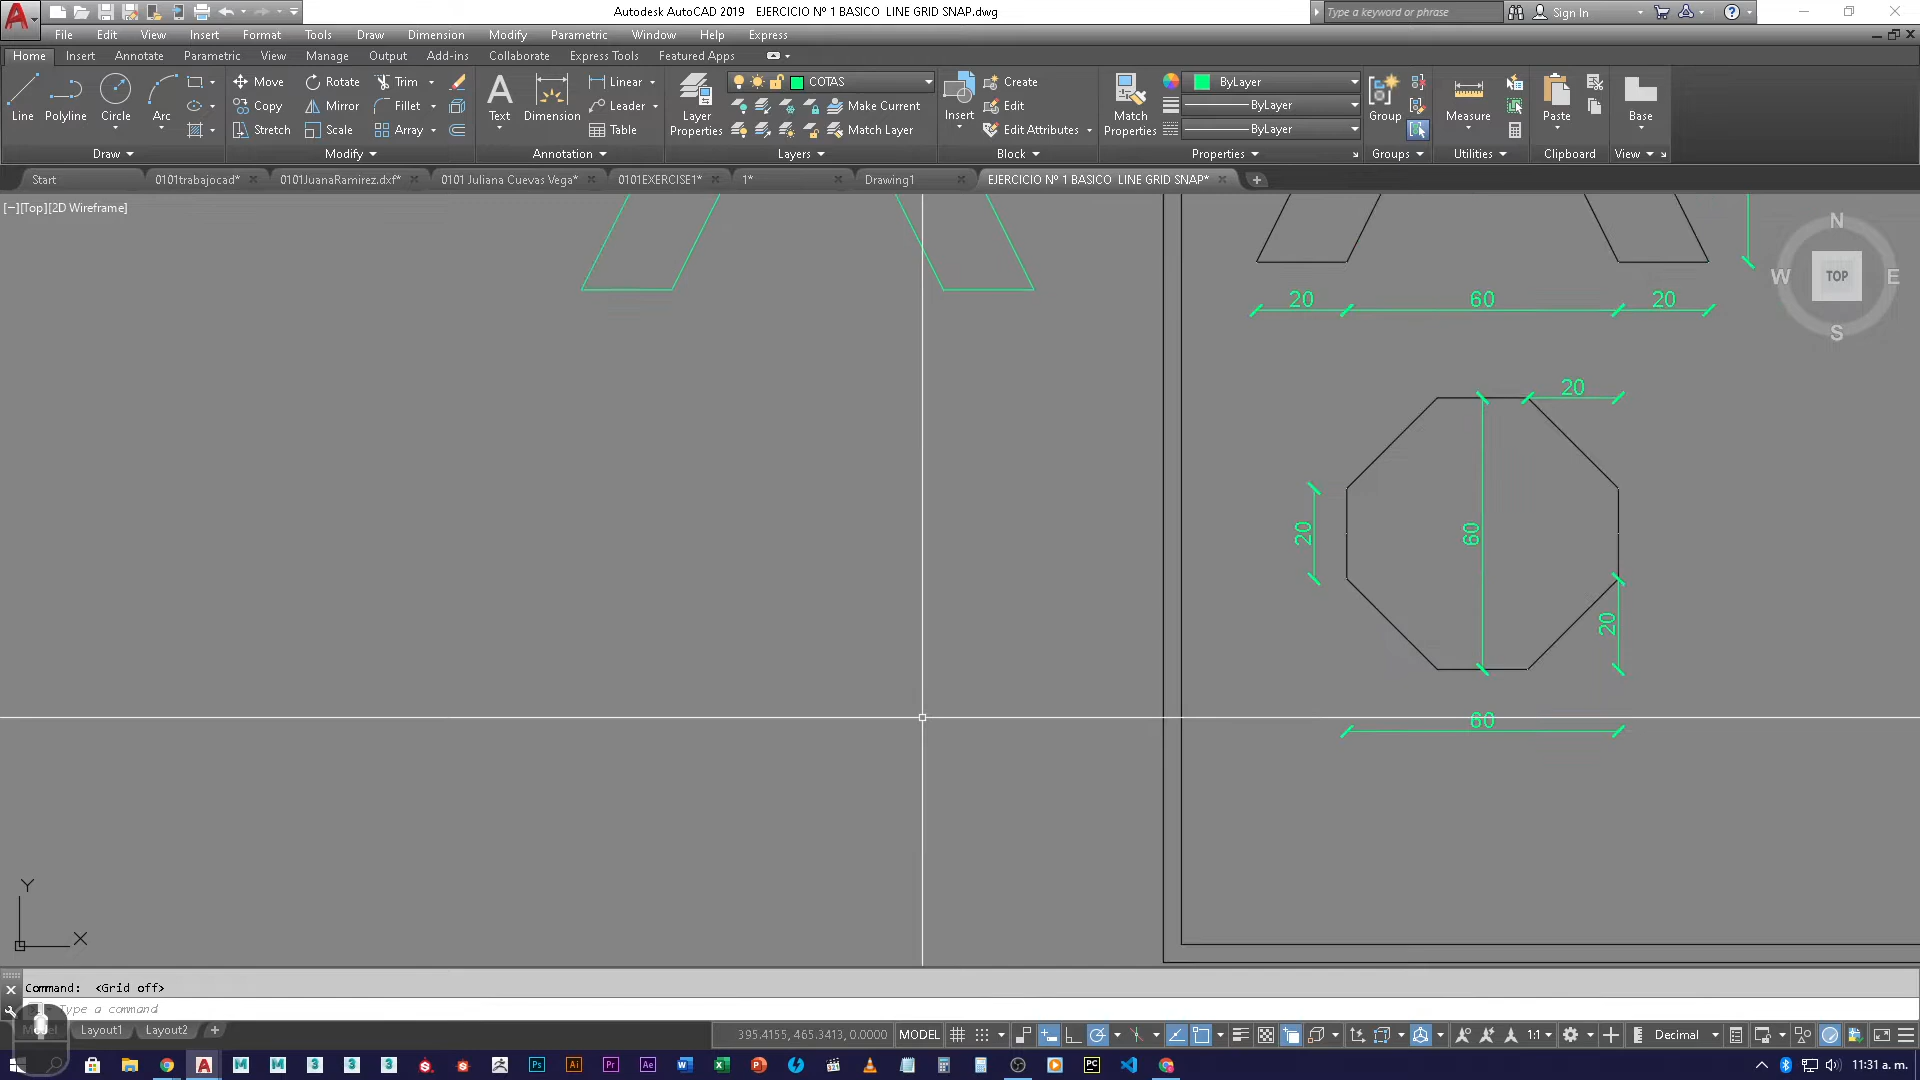 Autodesk AutoCAD 2019 EJERCICIO Nº 1 BASICO LINE GRID SNAP.dwg
Type a keyword or phrase
Sign In
File Edit View Insert Format Tools Draw Dimension Modify Parametric Window Help Express
Home Insert Annotate Parametric View Manage Output Add-ins Collaborate Express Tools Featured Apps
Line Polyline Circle Arc
Move Rotate Trim
Copy Mirror Fillet
Stretch Scale Array
Text Dimension
Linear
Leader
Table
Layer Properties
COTAS
Make Current
Match Layer
Insert
Create
Edit
Edit Attributes
Match Properties
ByLayer
ByLayer
ByLayer
Group
Measure
Paste
Base
Draw Modify Annotation Layers Block Properties Groups Utilities Clipboard View
Start 0101trabajocad* 0101JuanaRamirez.dxf* 0101 Juliana Cuevas Vega* 0101EXERCISE1* 1* Drawing1 EJERCICIO Nº 1 BASICO LINE GRID SNAP*
[−][Top][2D Wireframe]
N
W TOP E
S
20 60 20
20
20
60
20
60
Y
X
Command: <Grid off>
Type a command
Layout1 Layout2
395.4155, 465.3413, 0.0000 MODEL 1:1 Decimal
11:31 a. m.